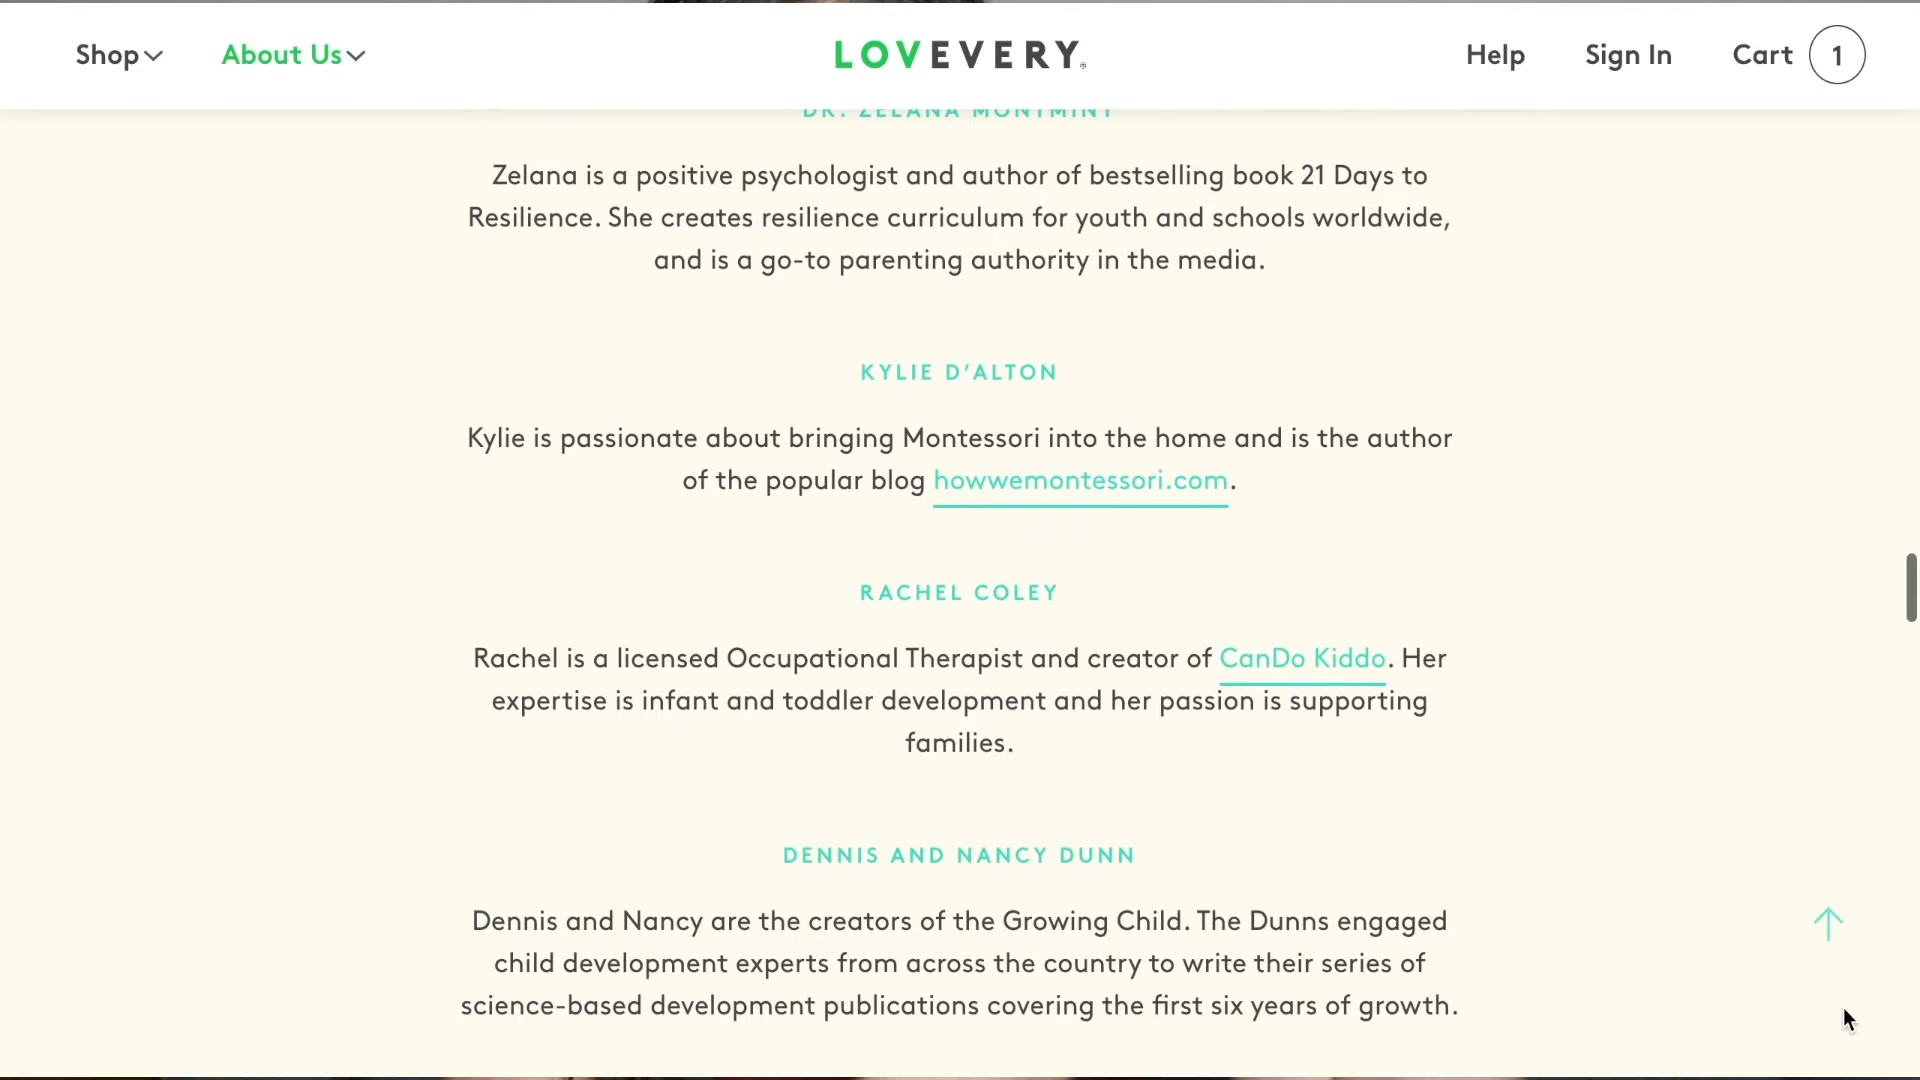 Shop
About Us
LOVEVERY
Help
Sign In
Cart
1
DR. ZELANA MONTMINY
Zelana is a positive psychologist and author of bestselling book 21 Days to
Resilience. She creates resilience curriculum for youth and schools worldwide,
and is a go-to parenting authority in the media.
KYLIE D’ALTON
Kylie is passionate about bringing Montessori into the home and is the author
of the popular blog howwemontessori.com.
RACHEL COLEY
Rachel is a licensed Occupational Therapist and creator of CanDo Kiddo. Her
expertise is infant and toddler development and her passion is supporting
families.
DENNIS AND NANCY DUNN
Dennis and Nancy are the creators of the Growing Child. The Dunns engaged
child development experts from across the country to write their series of
science-based development publications covering the first six years of growth.